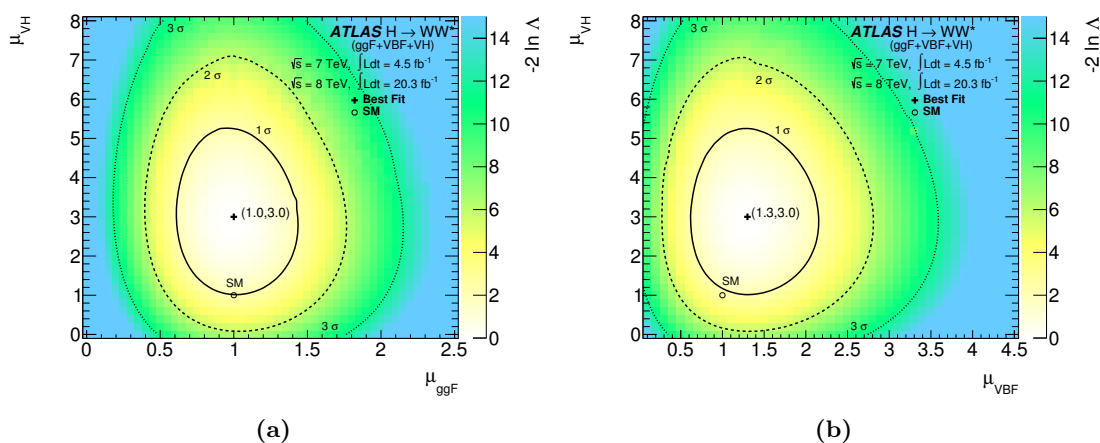 μ_VH
8
7
6
5
4
3
2
1
0
3 σ
ATLAS H → WW*
(ggF+VBF+VH)
√s = 7 TeV, ∫Ldt = 4.5 fb⁻¹
√s = 8 TeV, ∫Ldt = 20.3 fb⁻¹
Best Fit
SM
2 σ
1 σ
(1.0,3.0)
SM
3 σ
0 0.5 1 1.5 2 2.5
μ_ggF
-2 ln Λ
14
12
10
8
6
4
2
0
(a)
μ_VH
8
7
6
5
4
3
2
1
0
3 σ
ATLAS H → WW*
(ggF+VBF+VH)
√s = 7 TeV, ∫Ldt = 4.5 fb⁻¹
√s = 8 TeV, ∫Ldt = 20.3 fb⁻¹
Best Fit
SM
2 σ
1 σ
(1.3,3.0)
SM
3 σ
0.5 1 1.5 2 2.5 3 3.5 4 4.5
μ_VBF
-2 ln Λ
14
12
10
8
6
4
2
0
(b)